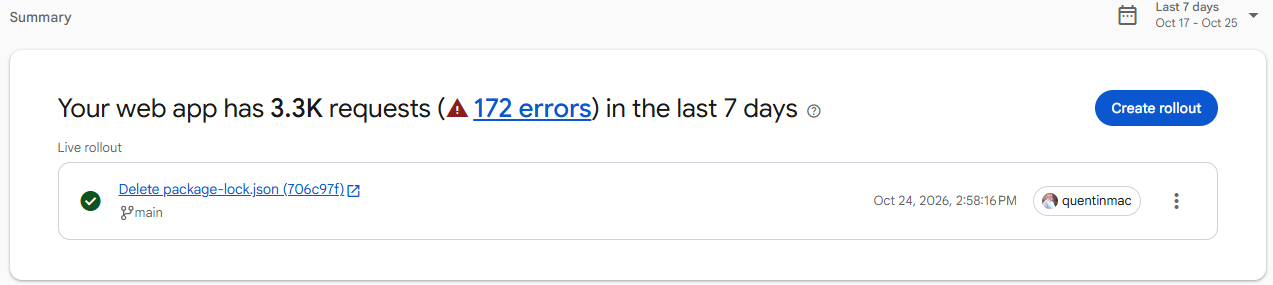 Summary
Last 7 days
Oct 17 - Oct 25
Your web app has 3.3K requests (172 errors) in the last 7 days
Create rollout
Live rollout
Delete package-lock.json (706c97f)
main
Oct 24, 2026, 2:58:16 PM
quentinmac